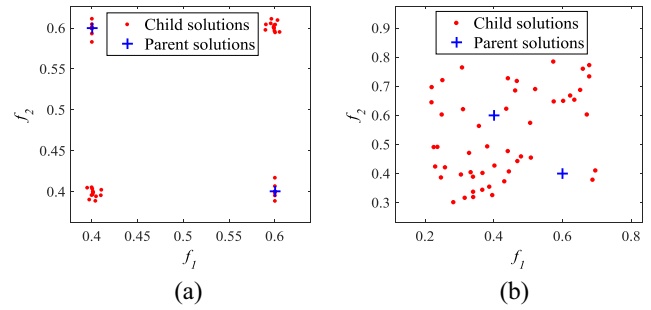 Child solutions
Parent solutions
0.6
0.55
0.5
0.45
0.4
f2
0.4 0.45 0.5 0.55 0.6
f1
(a)
Child solutions
Parent solutions
0.9
0.8
0.7
0.6
0.5
0.4
0.3
f2
0.2 0.4 0.6 0.8
f1
(b)